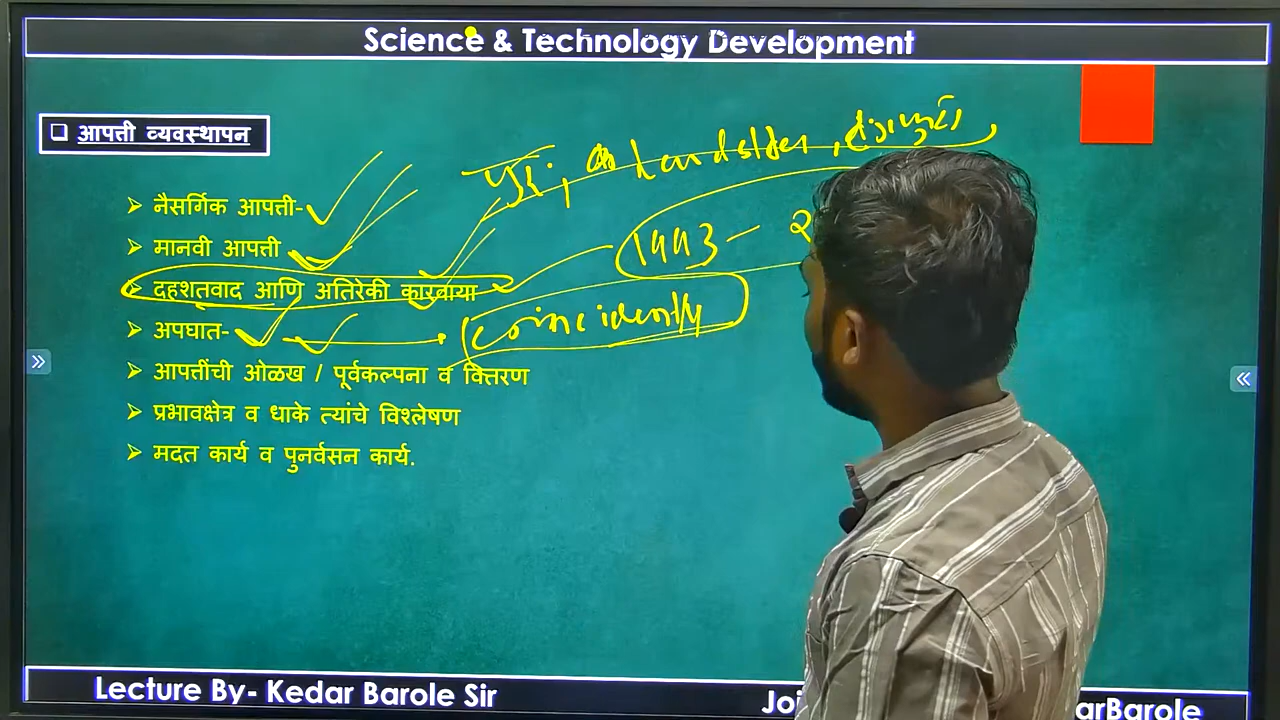 Science & Technology Development
❑ आपत्ती व्यवस्थापन
➢ नैसर्गिक आपत्ती-
➢ मानवी आपत्ती
➢ दहशतवाद आणि अतिरेकी कारवाया
➢ अपघात-
➢ आपत्तींची ओळख / पूर्वकल्पना व वित्तरण
➢ प्रभावक्षेत्र व धाके त्यांचे विश्लेषण
➢ मदत कार्य व पुनर्वसन कार्य.
coincidently
Lecture By- Kedar Barole Sir
arBarole